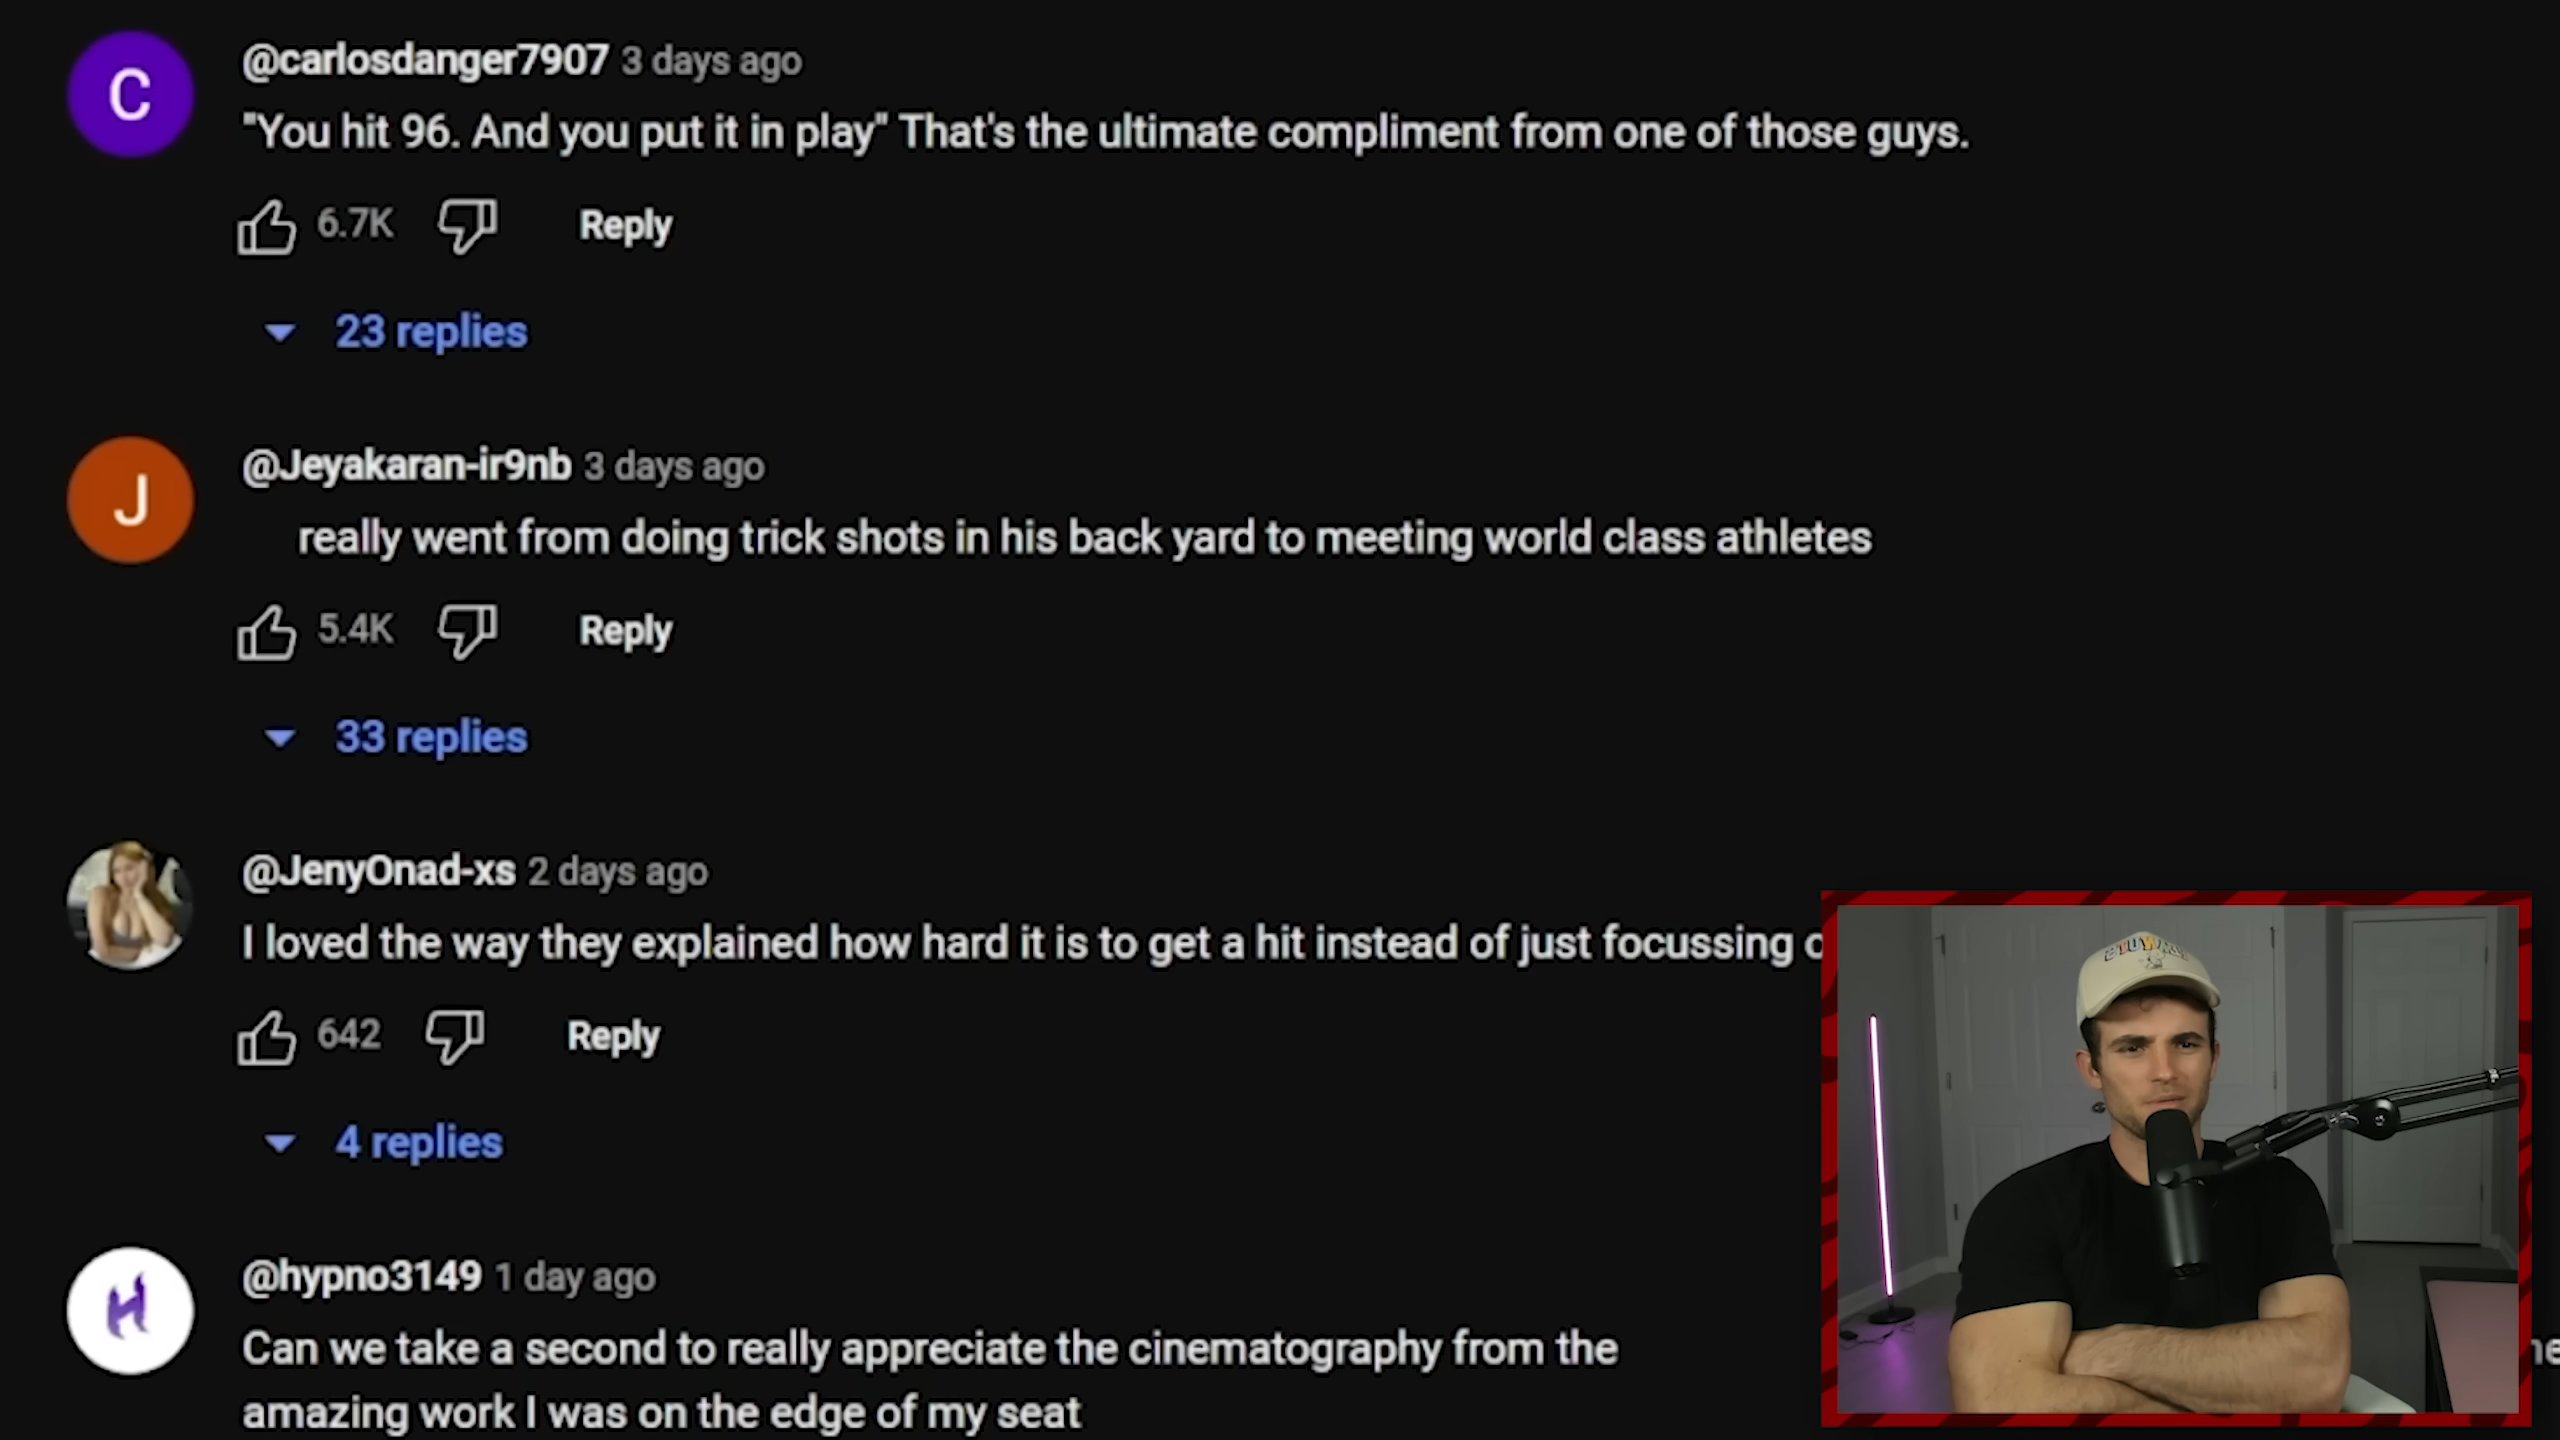 C
@carlosdanger7907 3 days ago
"You hit 96. And you put it in play" That's the ultimate compliment from one of those guys.
6.7K Reply
23 replies
J
@Jeyakaran-ir9nb 3 days ago
really went from doing trick shots in his back yard to meeting world class athletes
5.4K Reply
33 replies
@JenyOnad-xs 2 days ago
I loved the way they explained how hard it is to get a hit instead of just focussing
642 Reply
4 replies
H
@hypno3149 1 day ago
Can we take a second to really appreciate the cinematography from the
amazing work I was on the edge of my seat